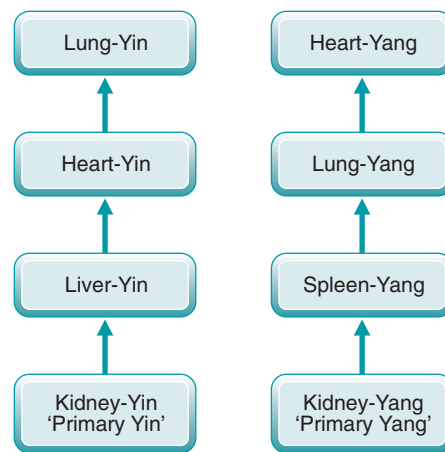 Lung-Yin
Heart-Yin
Liver-Yin
Kidney-Yin
'Primary Yin'
Heart-Yang
Lung-Yang
Spleen-Yang
Kidney-Yang
'Primary Yang'